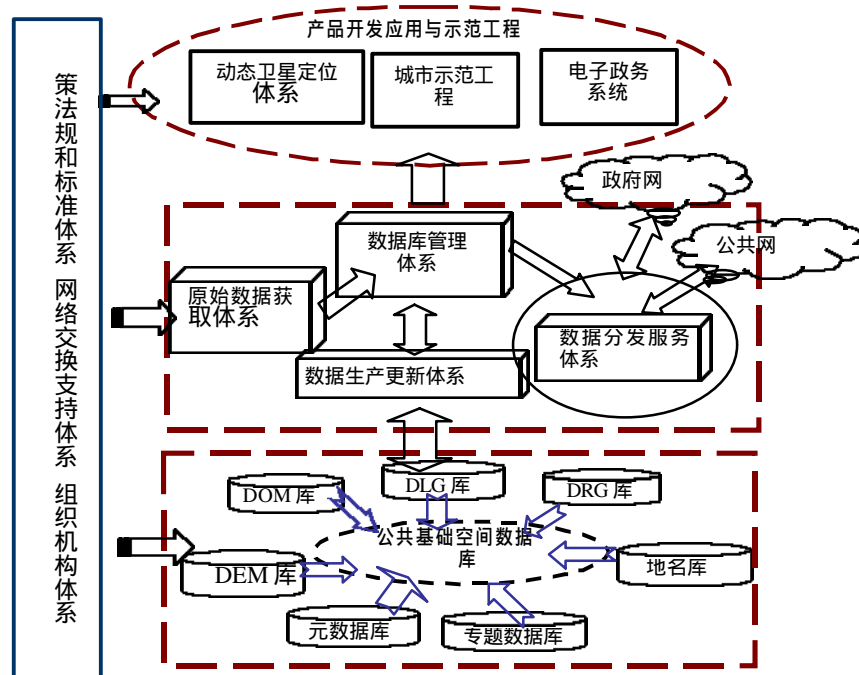 产品开发应用与示范工程
动态卫星定位
体系
城市示范工
程
电子政务
系统
策法规和标准体系 网络交换支持体系 组织机构体系
政府网
公共网
数据库管理
体系
原始数据获
取体系
数据分发服务
体系
数据生产更新体系
DOM 库
DLG 库
DRG 库
公共基础空间数据
库
DEM 库
地名库
元数据库
专题数据库